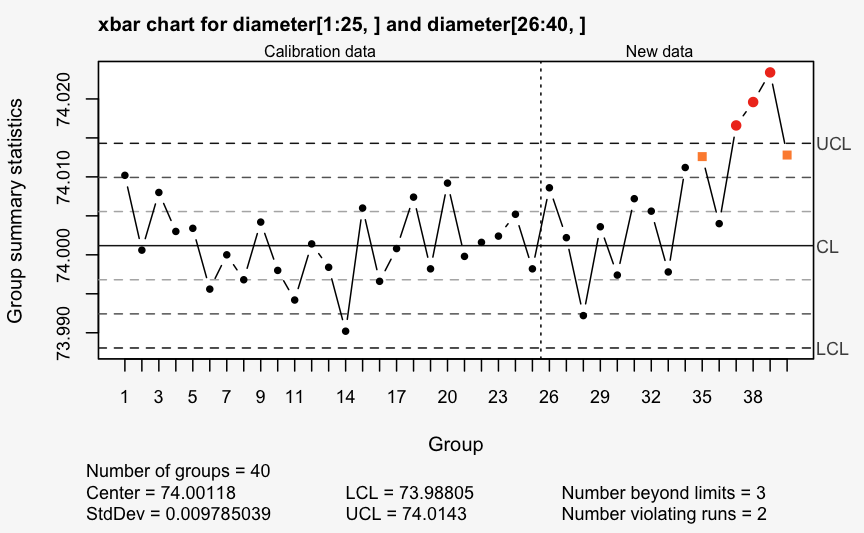 xbar chart for diameter[1:25, ] and diameter[26:40, ]
Calibration data New data
Group summary statistics
74.020
74.010
74.000
73.990
UCL
CL
LCL
1 3 5 7 9 11 14 17 20 23 26 29 32 35 38
Group
Number of groups = 40
Center = 74.00118 LCL = 73.98805 Number beyond limits = 3
StdDev = 0.009785039 UCL = 74.0143 Number violating runs = 2